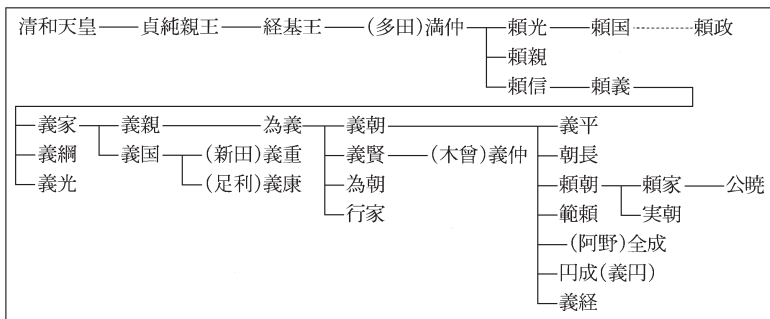 清和天皇 貞純親王 経基王 (多田)満仲 頼光 頼国 頼政
頼親
頼信 頼義
義家 義親 為義 義朝 義平
義綱 義国 (新田)義重 義賢 (木曾)義仲 朝長
義光 (足利)義康 為朝 頼朝 頼家 公暁
行家 範頼 実朝
(阿野)全成
円成(義円)
義経